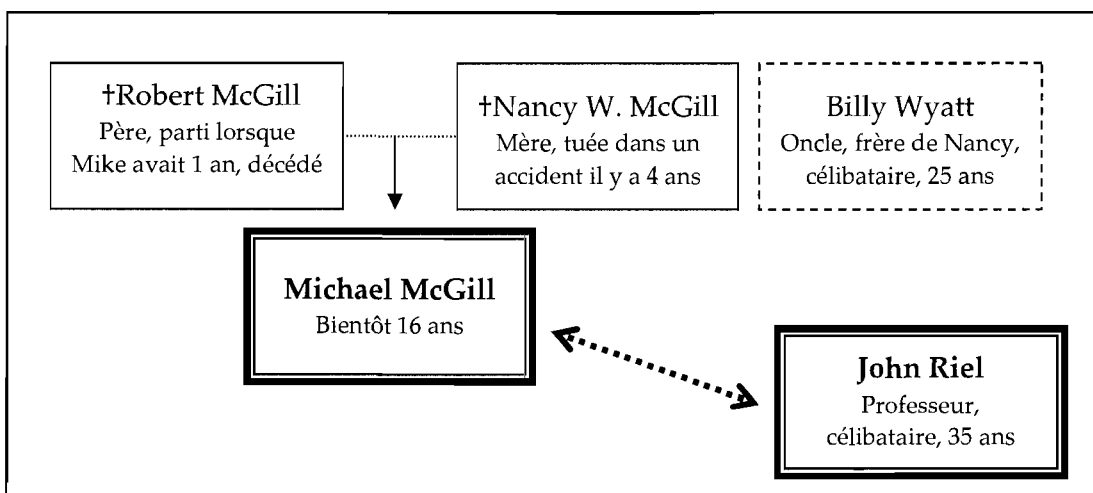 †Robert McGill
Père, parti lorsque
Mike avait 1 an, décédé
†Nancy W. McGill
Mère, tuée dans un
accident il y a 4 ans
Billy Wyatt
Oncle, frère de Nancy,
célibataire, 25 ans
Michael McGill
Bientôt 16 ans
John Riel
Professeur,
célibataire, 35 ans